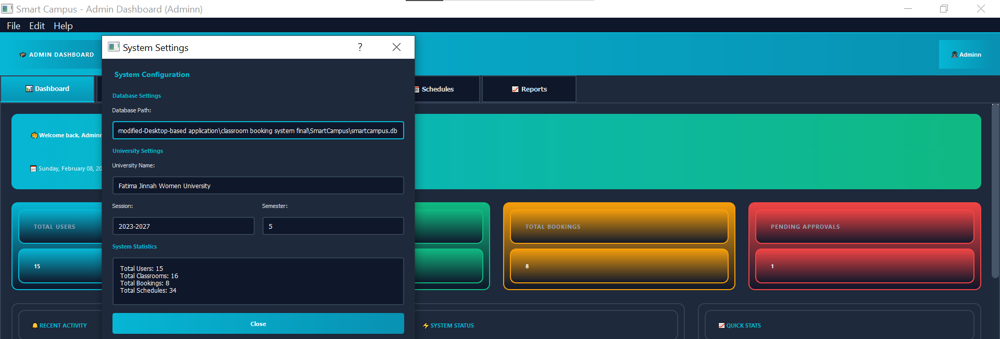 Smart Campus - Admin Dashboard (Adminn)
File Edit Help
ADMIN DASHBOARD
Adminn
Dashboard
Schedules
Reports
Welcome back, Adminn
Sunday, February 08, 20
TOTAL USERS
15
TOTAL BOOKINGS
8
PENDING APPROVALS
1
RECENT ACTIVITY
SYSTEM STATUS
QUICK STATS
System Settings
?
System Configuration
Database Settings
Database Path:
modified-Desktop-based application\classroom booking system final\SmartCampus\smartcampus.db
University Settings
University Name:
Fatima Jinnah Women University
Session: Semester:
2023-2027 5
System Statistics
Total Users: 15
Total Classrooms: 16
Total Bookings: 8
Total Schedules: 34
Close